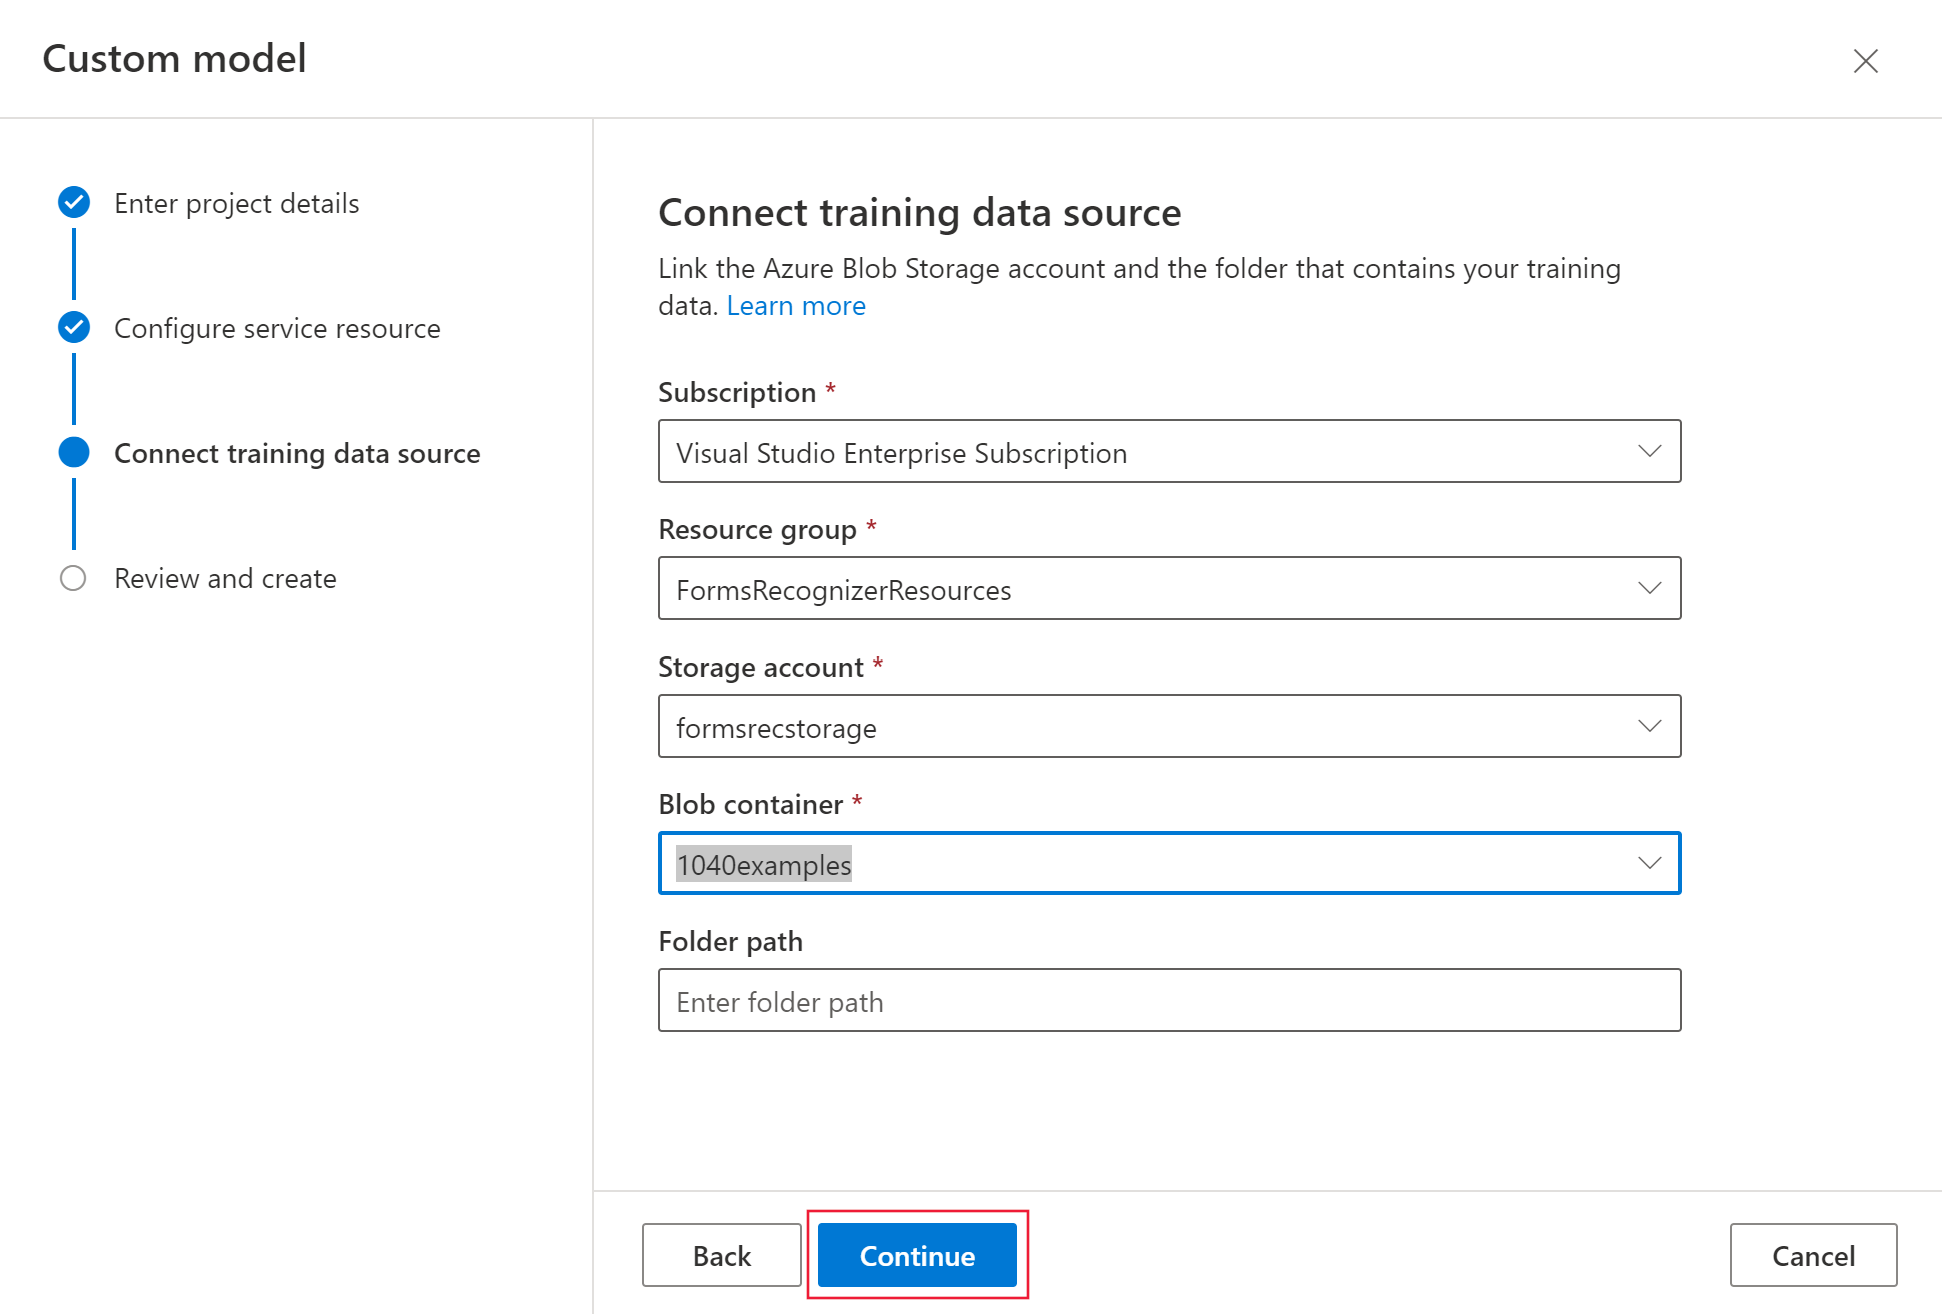 Custom model
Enter project details
Configure service resource
Connect training data source
Review and create
Connect training data source
Link the Azure Blob Storage account and the folder that contains your training
data. Learn more
Subscription *
Visual Studio Enterprise Subscription
Resource group *
FormsRecognizerResources
Storage account *
formsrecstorage
Blob container *
1040examples
Folder path
Enter folder path
Back
Continue
Cancel